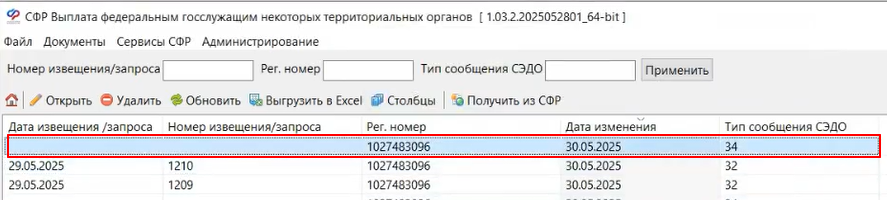 СФР Выплата федеральным госслужащим некоторых территориальных органов [ 1.03.2.2025052801_64-bit ]
Файл Документы Сервисы СФР Администрирование
Номер извещения/запроса Рег. номер Тип сообщения СЭДО Применить
Открыть Удалить Обновить Выгрузить в Excel Столбцы Получить из СФР
Дата извещения /запроса Номер извещения/запроса Рег. номер Дата изменения Тип сообщения СЭДО
1027483096 30.05.2025 34
29.05.2025 1210 1027483096 30.05.2025 32
29.05.2025 1209 1027483096 30.05.2025 32